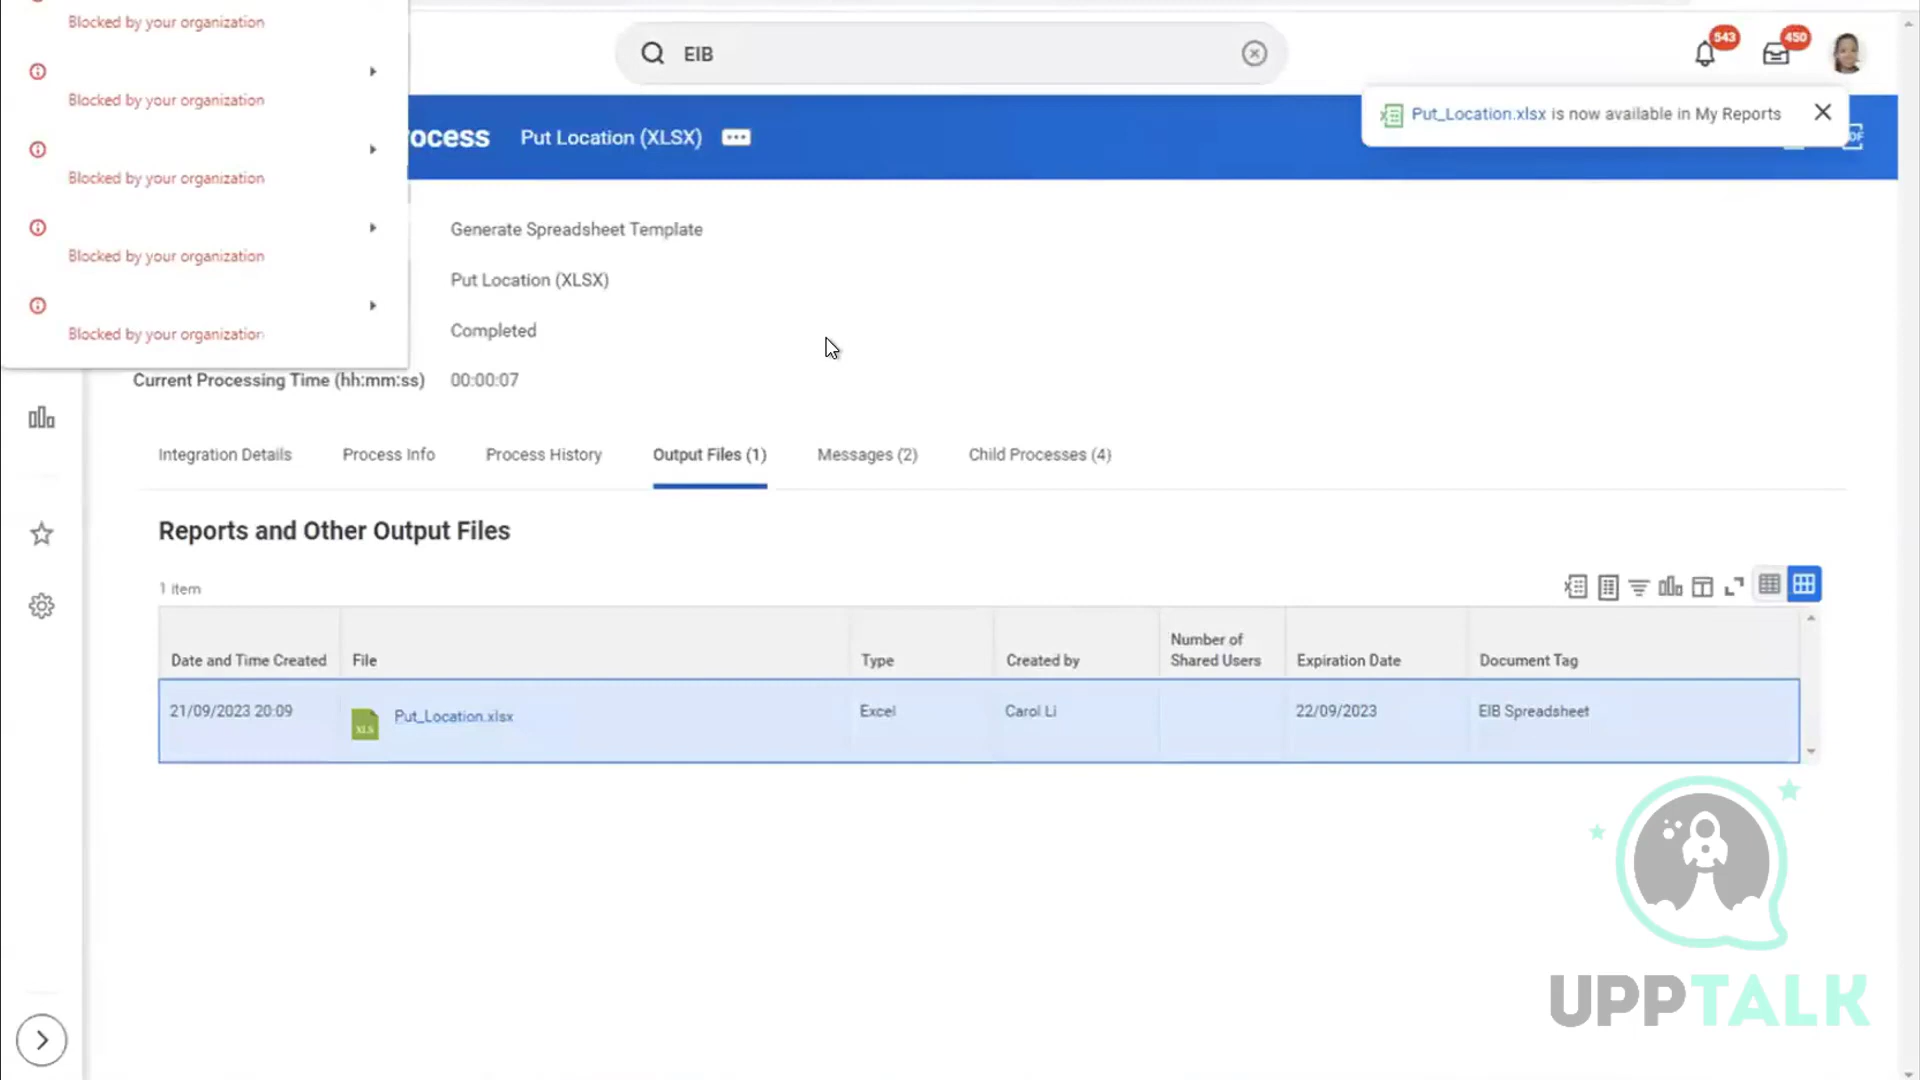 Blocked by your organization
Blocked by your organization
Blocked by your organization
Blocked by your organization
Blocked by your organization
EIB
543
450
Put_Location.xlsx is now available in My Reports
ocess
Put Location (XLSX)
Generate Spreadsheet Template
Put Location (XLSX)
Completed
Current Processing Time (hh:mm:ss) 00:00:07
Integration Details Process Info Process History Output Files (1) Messages (2) Child Processes (4)
Reports and Other Output Files
1 item
Date and Time Created File Type Created by Number of Shared Users Expiration Date Document Tag
21/09/2023 20:09 XLS Put_Location.xlsx Excel Carol Li 22/09/2023 EIB Spreadsheet
UPPTALK